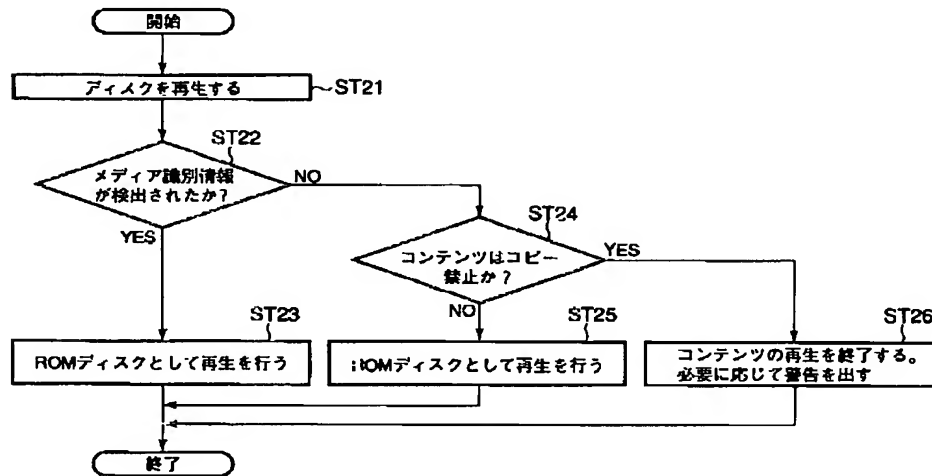 開始
ディスクを再生する
ST21
ST22
メディア識別情報
が検出されたか?
NO
YES
ST24
コンテンツはコピー
禁止か?
YES
NO
ST23
ROMディスクとして再生を行う
ST25
ROMディスクとして再生を行う
ST26
コンテンツの再生を終了する。
必要に応じて警告を出す
終了